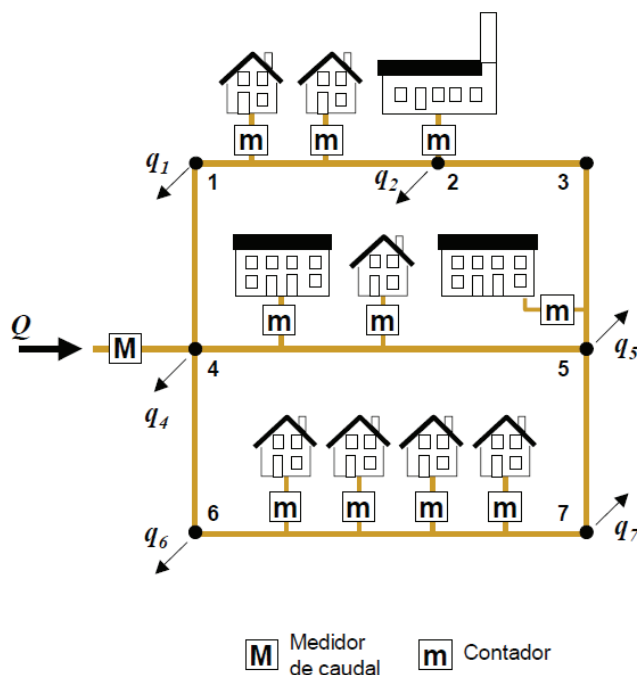 m m m
q1 1 q2 2 3
m m m
Q M 4 5 q5
q4
m m m m
q6 6 7 q7
M Medidor
de caudal
m Contador